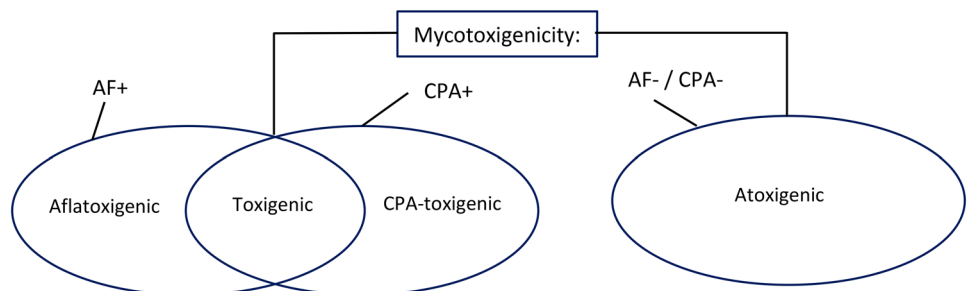 Mycotoxigenicity:
AF+
CPA+
AF- / CPA-
Aflatoxigenic
Toxigenic
CPA-toxigenic
Atoxigenic